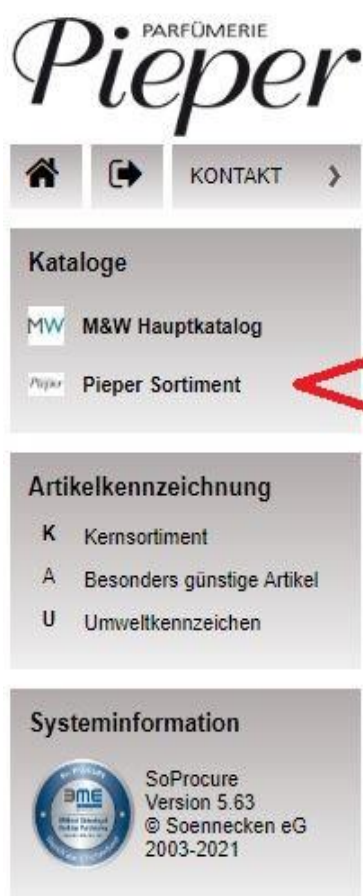 PARFÜMERIE
Pieper
KONTAKT
Kataloge
MW M&W Hauptkatalog
Pieper Pieper Sortiment
Artikelkennzeichnung
K Kernsortiment
A Besonders günstige Artikel
U Umweltkennzeichen
Systeminformation
BME
SoProcure
Version 5.63
© Soennecken eG
2003-2021